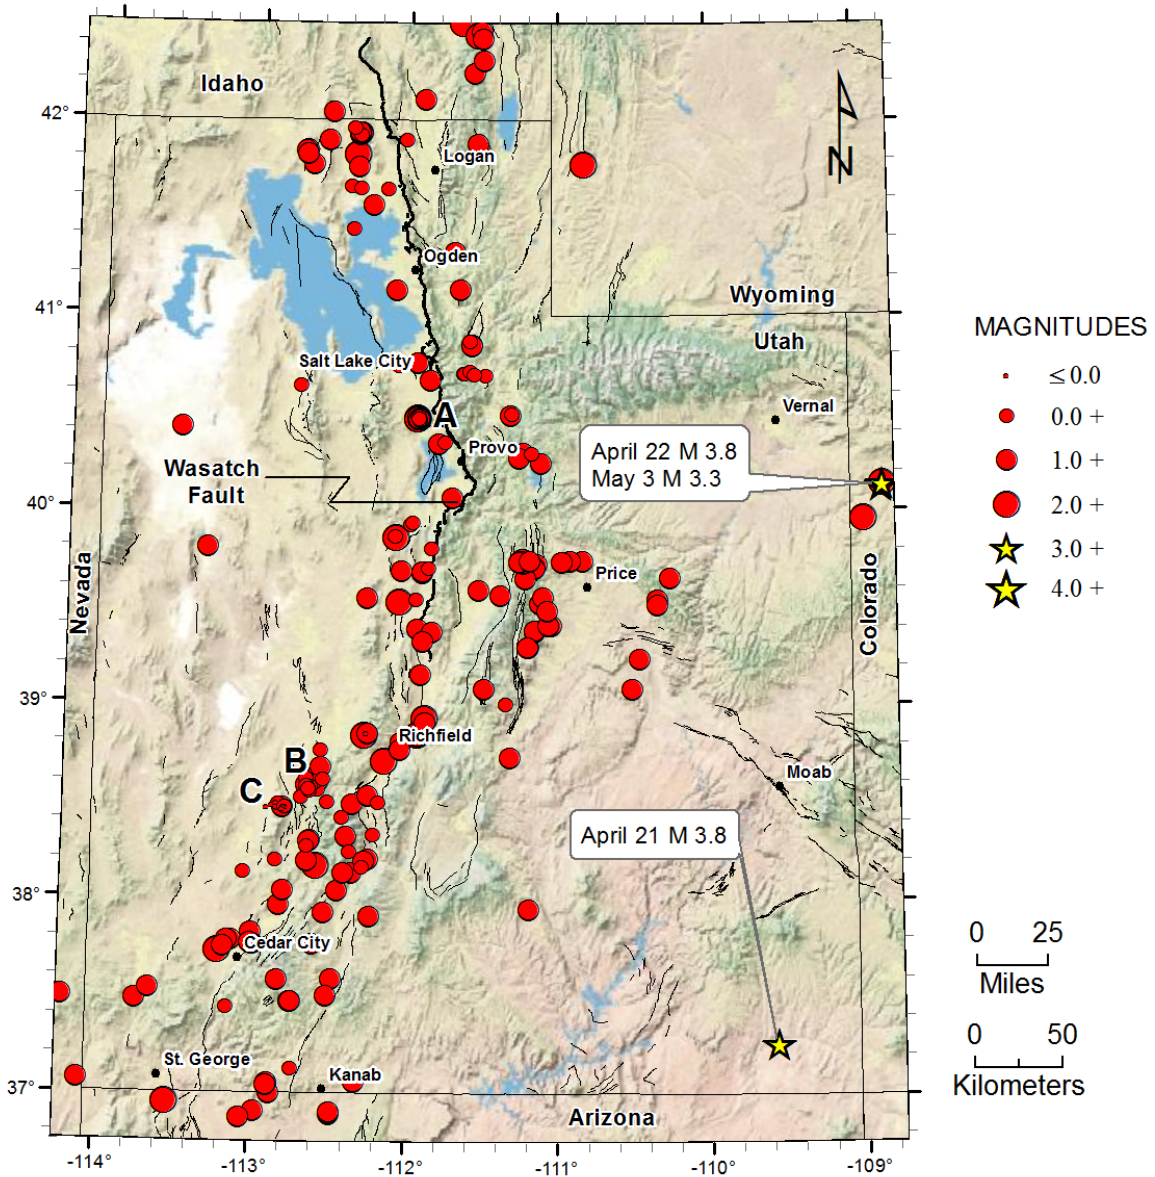 Idaho
42°
Logan
N
Ogden
41°
Wyoming
Utah
MAGNITUDES
Salt Lake City
≤0.0
A
Vernal
0.0 +
Provo
April 22 M 3.8
May 3 M 3.3
1.0 +
Wasatch
Fault
40°
2.0 +
3.0 +
Price
4.0 +
Nevada
Colorado
39°
Richfield
B
Moab
C
April 21 M 3.8
38°
Cedar City
0 25
Miles
St. George
0 50
37°
Kanab
Kilometers
Arizona
-114° -113° -112° -111° -110° -109°